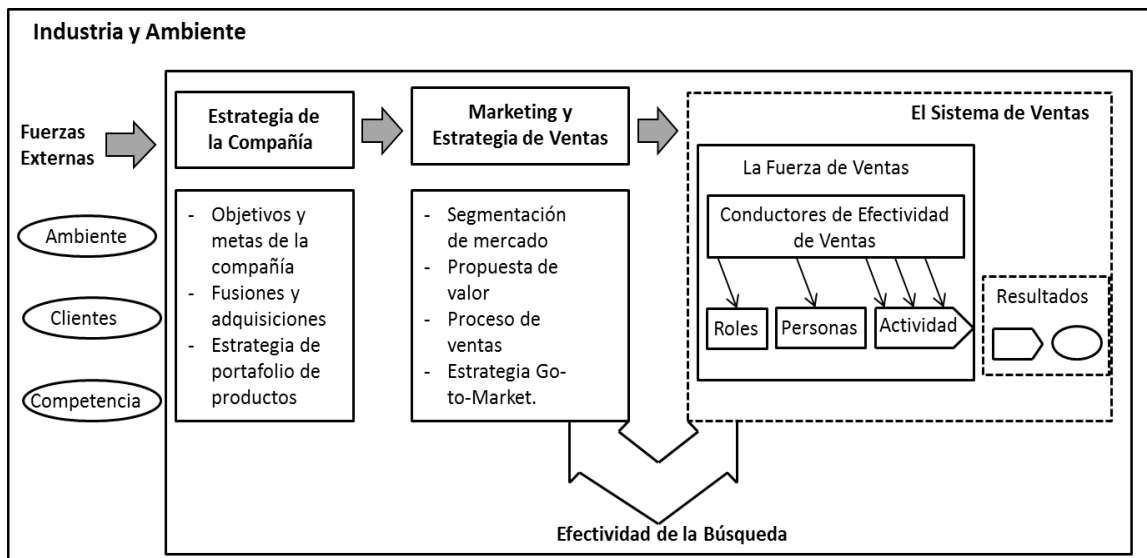 Industria y Ambiente
Fuerzas
Externas
Ambiente
Clientes
Competencia
Estrategia de
la Compañía
- Objetivos y
metas de la
compañía
- Fusiones y
adquisiciones
- Estrategia de
portafolio de
productos
Marketing y
Estrategia de Ventas
- Segmentación
de mercado
- Propuesta de
valor
- Proceso de
ventas
- Estrategia Go-
to-Market.
El Sistema de Ventas
La Fuerza de Ventas
Conductores de Efectividad
de Ventas
Roles
Personas
Actividad
Resultados
Efectividad de la Búsqueda